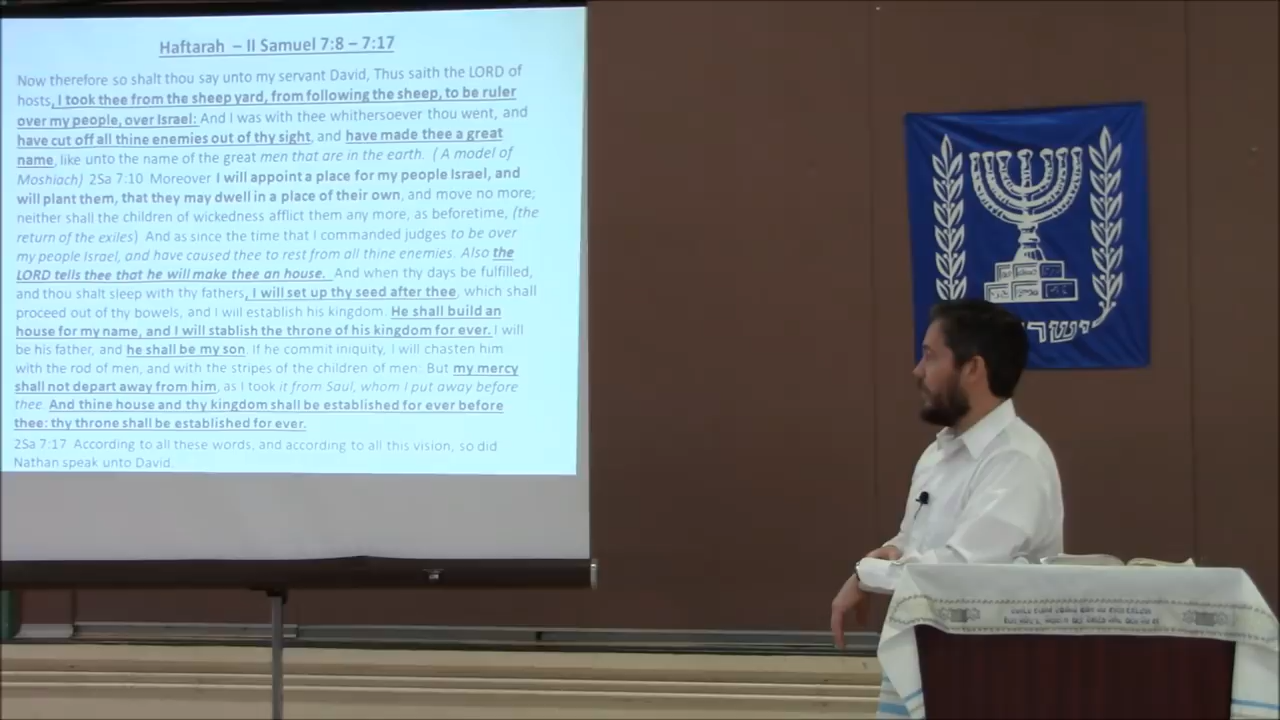 Haftarah – II Samuel 7:8 – 7:17
Now therefore so shalt thou say unto my servant David, Thus saith the LORD of
hosts, I took thee from the sheep yard, from following the sheep, to be ruler
over my people, over Israel: And I was with thee whithersoever thou went, and
have cut off all thine enemies out of thy sight, and have made thee a great
name, like unto the name of the great men that are in the earth. ( A model of
Moshiach) 2Sa 7:10 Moreover I will appoint a place for my people Israel, and
will plant them, that they may dwell in a place of their own, and move no more;
neither shall the children of wickedness afflict them any more, as beforetime, (the
return of the exiles) And as since the time that I commanded judges to be over
my people Israel, and have caused thee to rest from all thine enemies. Also the
LORD tells thee that he will make thee an house. And when thy days be fulfilled,
and thou shalt sleep with thy fathers, I will set up thy seed after thee, which shall
proceed out of thy bowels, and I will establish his kingdom. He shall build an
house for my name, and I will stablish the throne of his kingdom for ever. I will
be his father, and he shall be my son. If he commit iniquity, I will chasten him
with the rod of men, and with the stripes of the children of men: But my mercy
shall not depart away from him, as I took it from Saul, whom I put away before
thee. And thine house and thy kingdom shall be established for ever before
thee: thy throne shall be established for ever.
2Sa 7:17 According to all these words, and according to all this vision, so did
Nathan speak unto David.
ישר